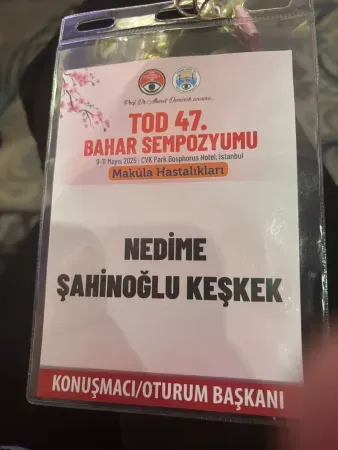 Prof. Dr. Ahmet Demirok anısına...
TOD 47.
BAHAR SEMPOZYUMU
9-11 Mayıs 2025 : CVK Park Bosphorus Hotel, İstanbul
Maküla Hastalıkları
NEDİME
ŞAHİNOĞLU KEŞKEK
KONUŞMACI/OTURUM BAŞKANI